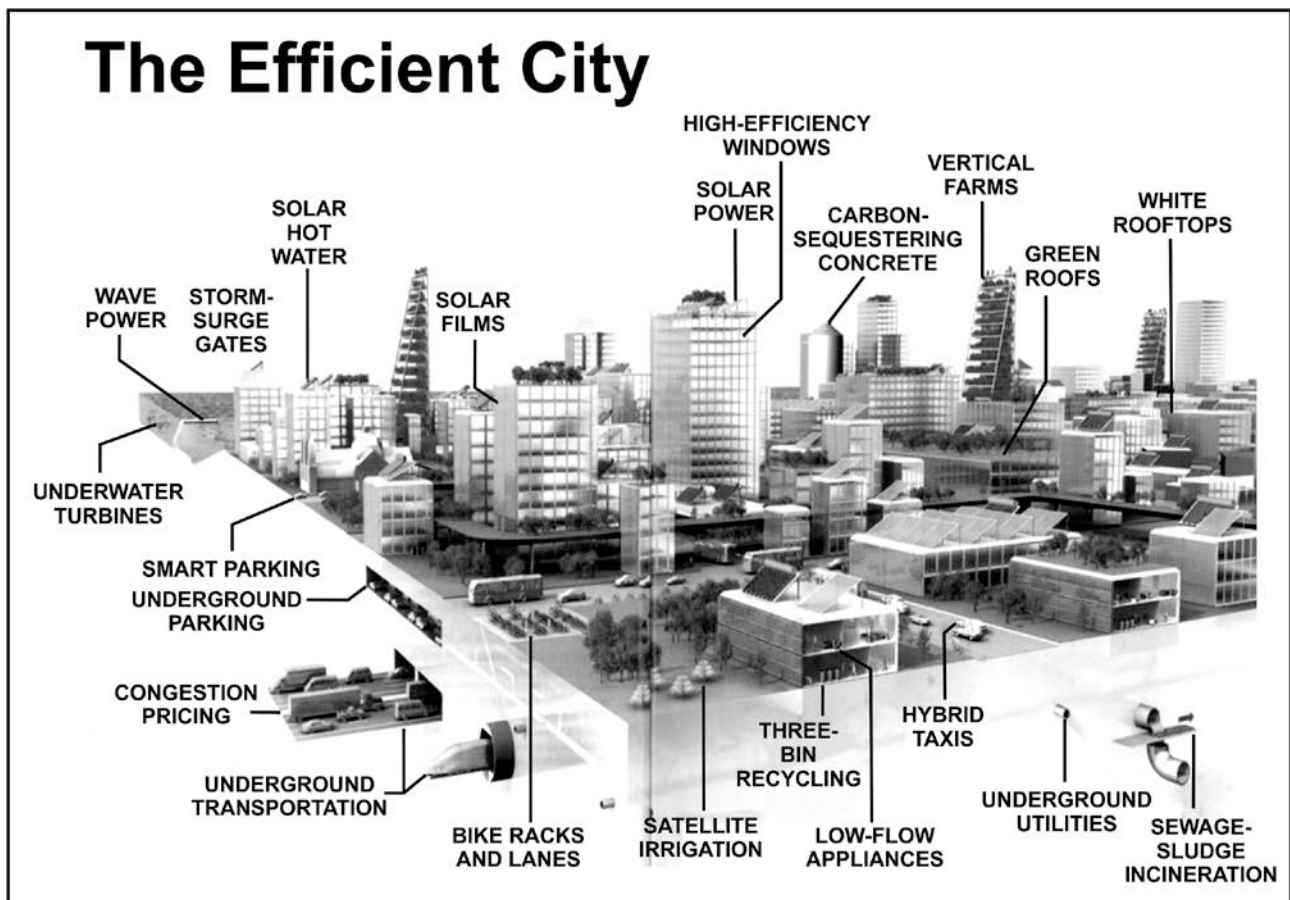 The Efficient City
HIGH-EFFICIENCY
WINDOWS
VERTICAL
FARMS
SOLAR
POWER
CARBON-
SEQUESTERING
CONCRETE
WHITE
ROOFTOPS
GREEN
ROOFS
SOLAR
HOT
WATER
WAVE
POWER
STORM-
SURGE
GATES
SOLAR
FILMS
UNDERWATER
TURBINES
SMART PARKING
UNDERGROUND
PARKING
CONGESTION
PRICING
UNDERGROUND
TRANSPORTATION
BIKE RACKS
AND LANES
SATELLITE
IRRIGATION
THREE-
BIN
RECYCLING
LOW-FLOW
APPLIANCES
HYBRID
TAXIS
UNDERGROUND
UTILITIES
SEWAGE-
SLUDGE
INCINERATION